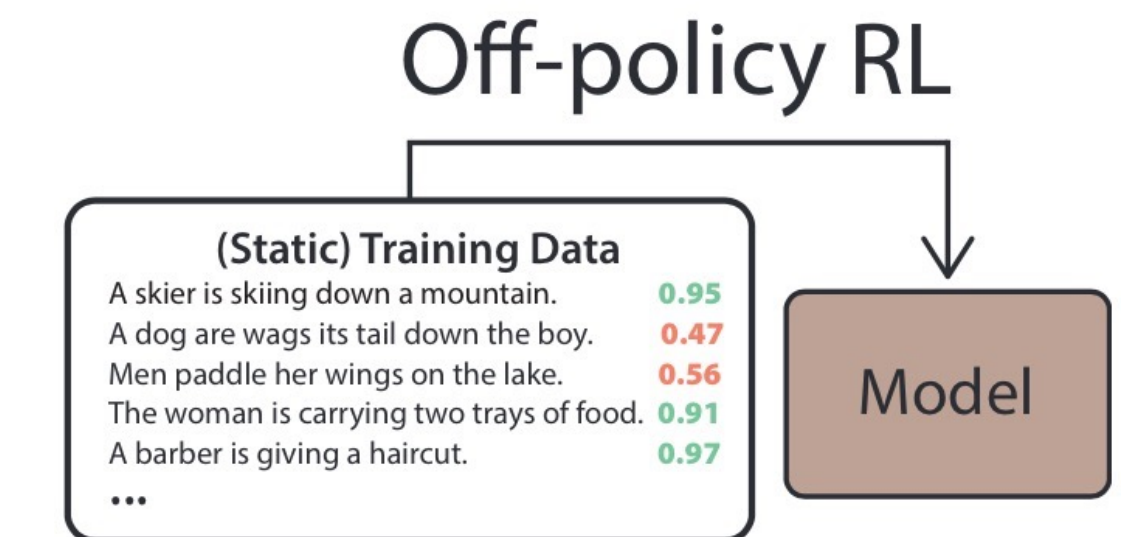 Off-policy RL
(Static) Training Data
A skier is skiing down a mountain. 0.95
A dog are wags its tail down the boy. 0.47
Men paddle her wings on the lake. 0.56
The woman is carrying two trays of food. 0.91
A barber is giving a haircut. 0.97
...
Model